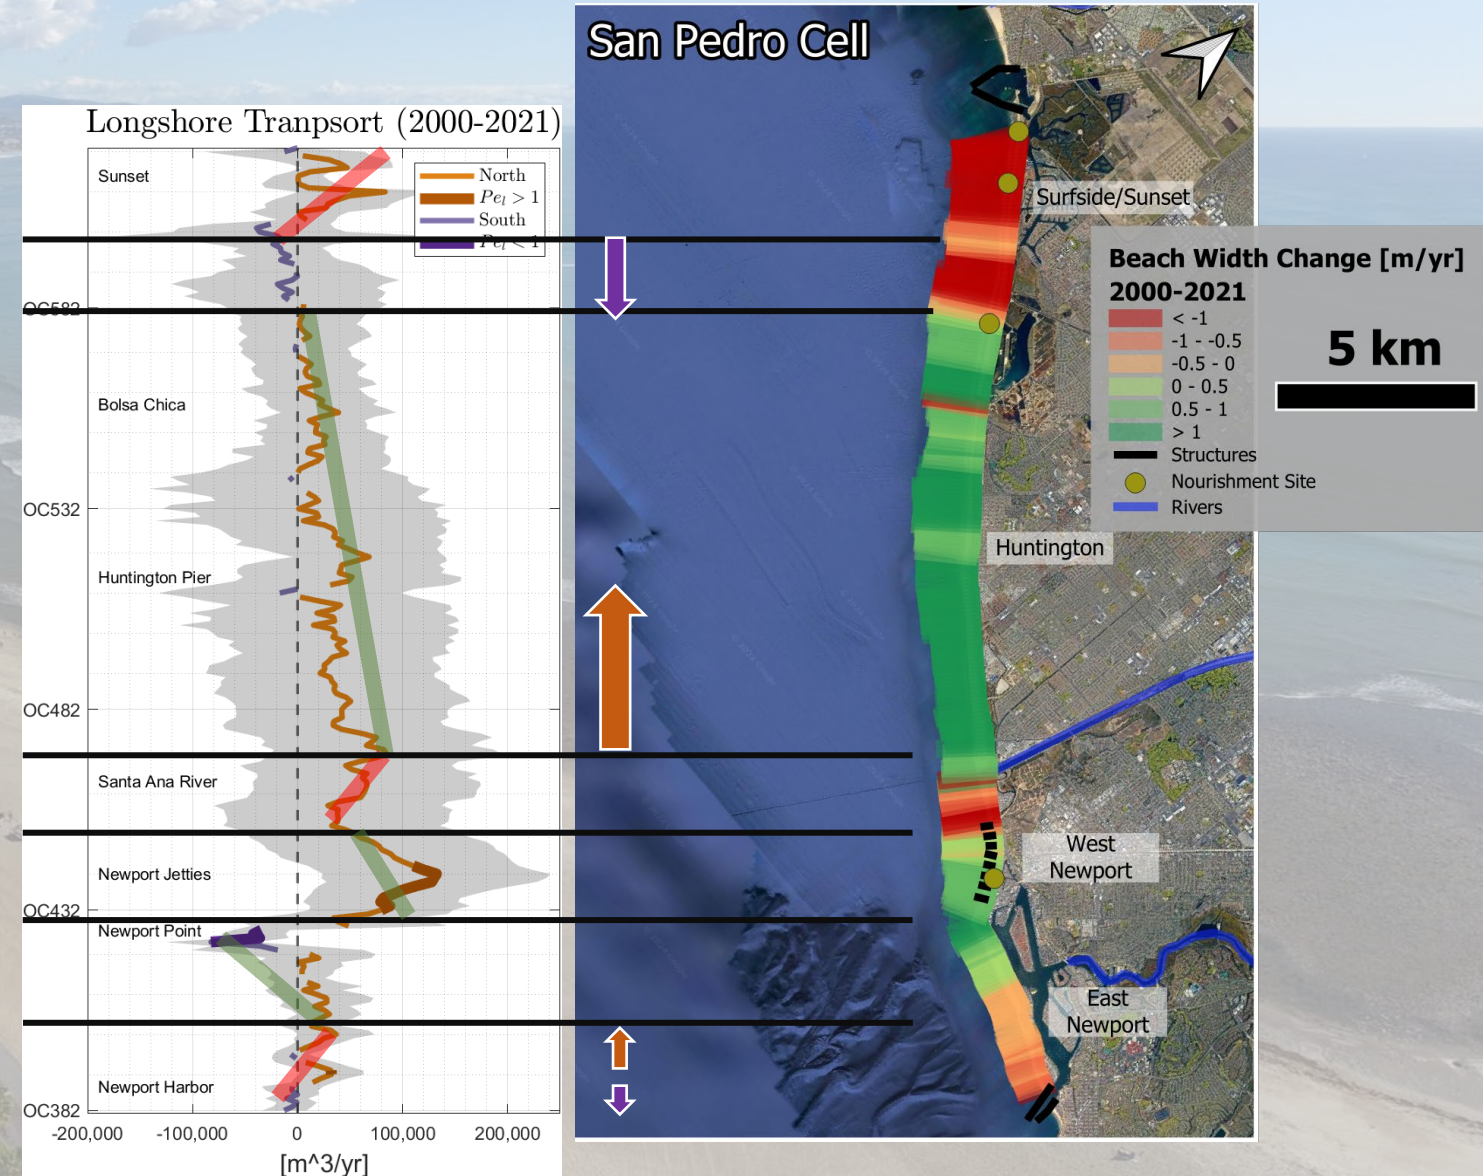 San Pedro Cell
Longshore Tranpsort (2000-2021)
North
Pe_l > 1
South
Pe_l < 1
Sunset
OC582
Bolsa Chica
OC532
Huntington Pier
OC482
Santa Ana River
Newport Jetties
OC432
Newport Point
Newport Harbor
OC382
-200,000
-100,000
0
100,000
200,000
[m^3/yr]
Surfside/Sunset
Beach Width Change [m/yr]
2000-2021
< -1
-1 - -0.5
-0.5 - 0
0 - 0.5
0.5 - 1
> 1
Structures
Nourishment Site
Rivers
5 km
Huntington
West
Newport
East
Newport